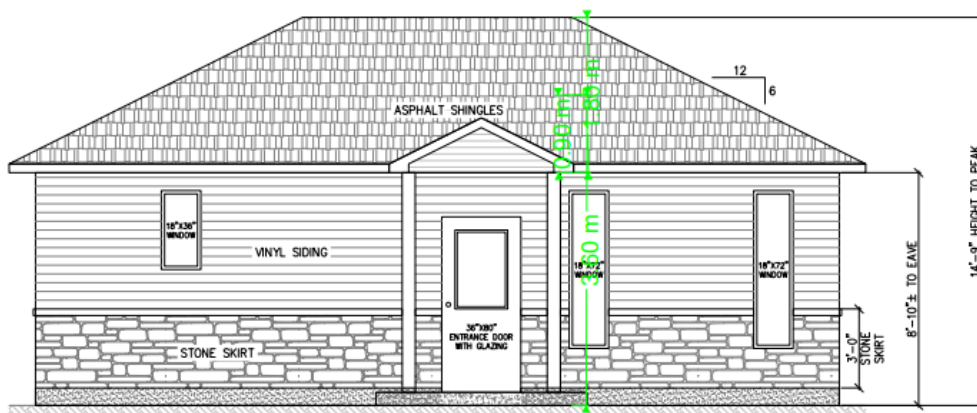 12
6
1.80 m
0.90 m
ASPHALT SHINGLES
14'-9" HEIGHT TO PEAK
18"X36"
WINDOW
VINYL SIDING
3.60 m
18"X72"
WINDOW
18"X72"
WINDOW
8'-10"± TO EAVE
36"X80"
ENTRANCE DOOR
WITH GLAZING
STONE SKIRT
3'-0"
STONE
SKIRT